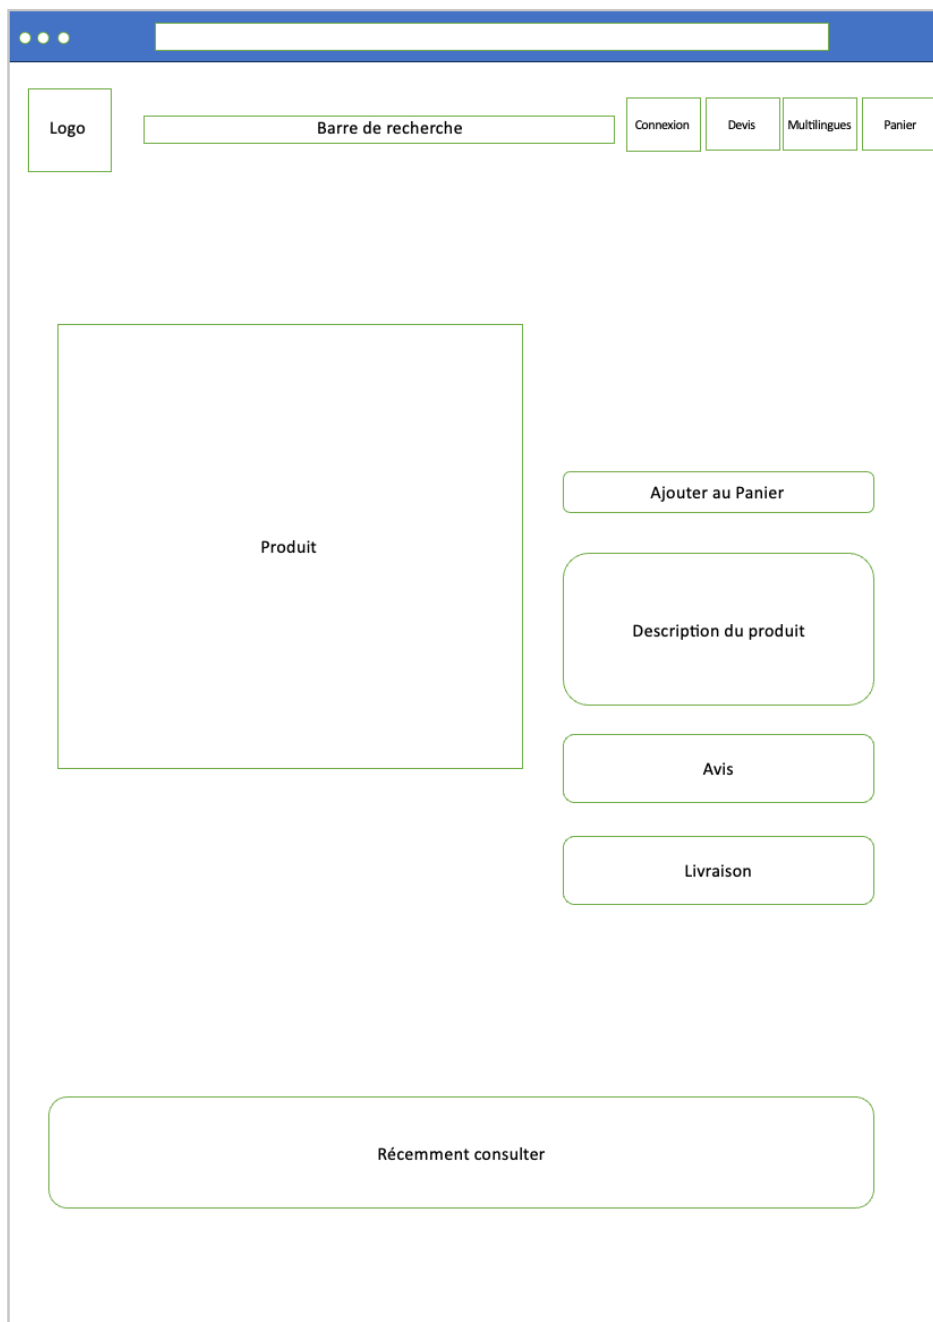 Logo
Barre de recherche
Connexion
Devis
Multilingues
Panier
Produit
Ajouter au Panier
Description du produit
Avis
Livraison
Récemment consulter